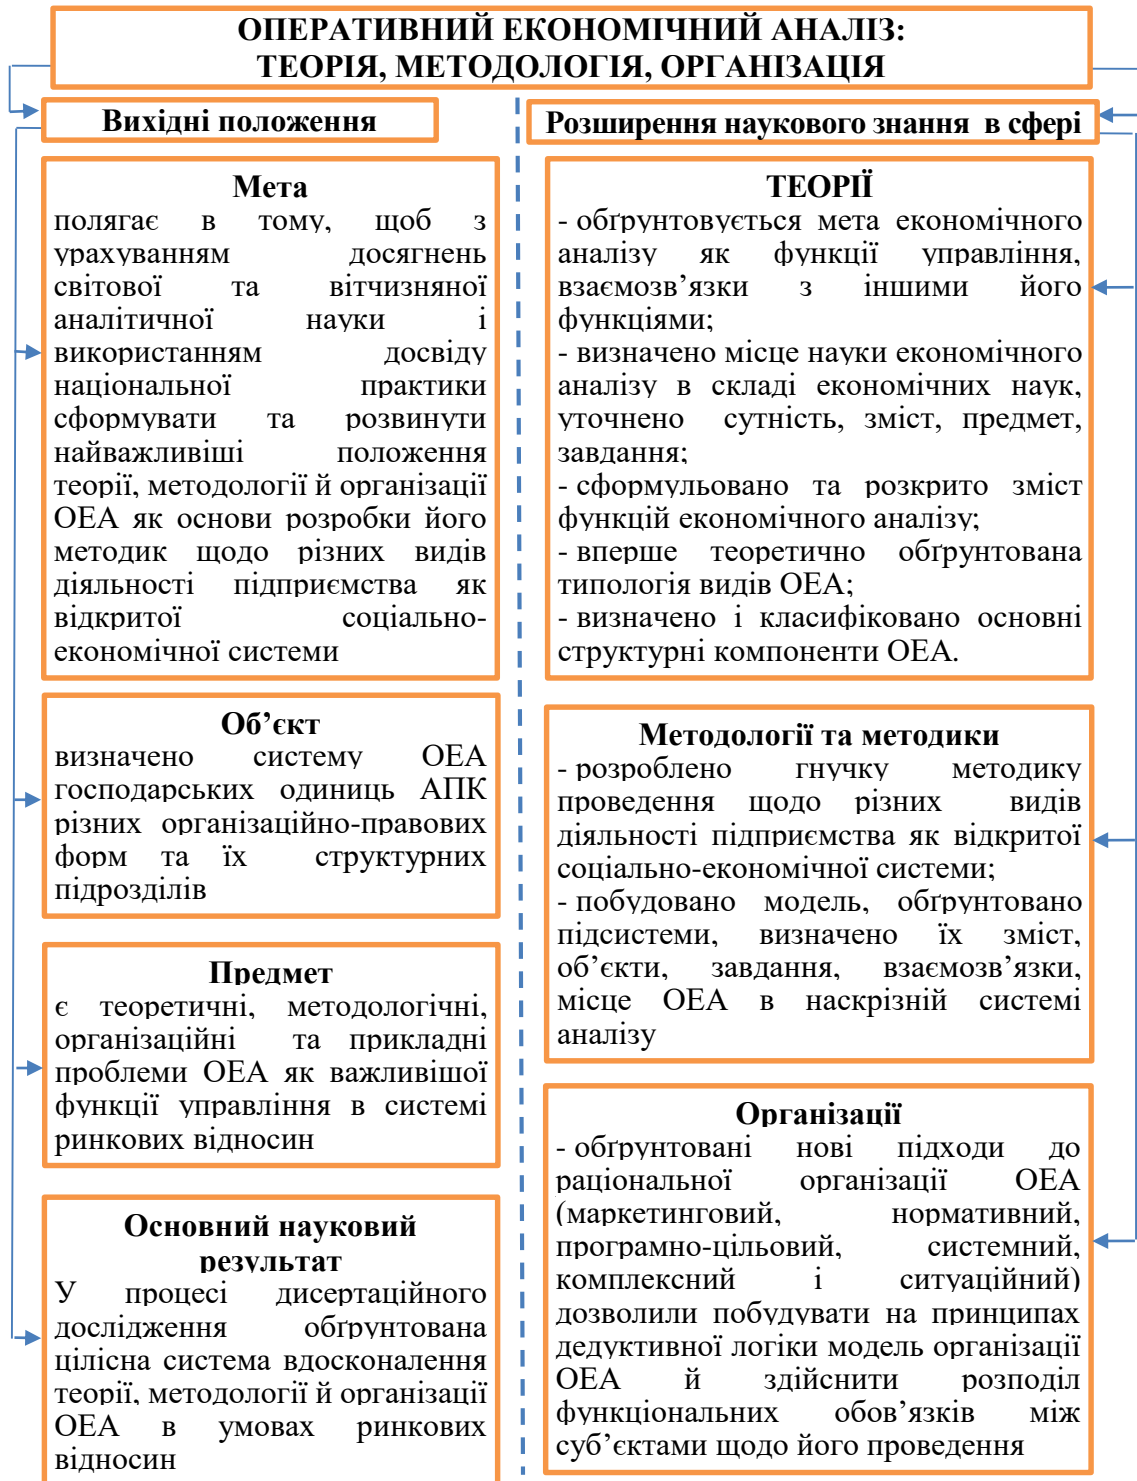 ОПЕРАТИВНИЙ ЕКОНОМІЧНИЙ АНАЛІЗ:
ТЕОРІЯ, МЕТОДОЛОГІЯ, ОРГАНІЗАЦІЯ
Вихідні положення
Мета
полягає в тому, щоб з
урахуванням досягнень
світової та вітчизняної
аналітичної науки і
використанням досвіду
національної практики
сформувати та розвинути
найважливіші положення
теорії, методології й організації
ОЕА як основи розробки його
методик щодо різних видів
діяльності підприємства як
відкритої соціально-
економічної системи
Об’єкт
визначено систему ОЕА
господарських одиниць АПК
різних організаційно-правових
форм та їх структурних
підрозділів
Предмет
є теоретичні, методологічні,
організаційні та прикладні
проблеми ОЕА як важливішої
функції управління в системі
ринкових відносин
Основний науковий
результат
У процесі дисертаційного
дослідження обґрунтована
цілісна система вдосконалення
теорії, методології й організації
ОЕА в умовах ринкових
відносин
Розширення наукового знання в сфері
ТЕОРІЇ
- обґрунтовується мета економічного
аналізу як функції управління,
взаємозв’язки з іншими його
функціями;
- визначено місце науки економічного
аналізу в складі економічних наук,
уточнено сутність, зміст, предмет,
завдання;
- сформульовано та розкрито зміст
функцій економічного аналізу;
- вперше теоретично обґрунтована
типологія видів ОЕА;
- визначено і класифіковано основні
структурні компоненти ОЕА.
Методології та методики
- розроблено гнучку методику
проведення щодо різних видів
діяльності підприємства як відкритої
соціально-економічної системи;
- побудовано модель, обґрунтовано
підсистеми, визначено їх зміст,
об’єкти, завдання, взаємозв’язки,
місце ОЕА в наскрізній системі
аналізу
Організації
- обґрунтовані нові підходи до
раціональної організації ОЕА
(маркетинговий, нормативний,
програмно-цільовий, системний,
комплексний і ситуаційний)
дозволили побудувати на принципах
дедуктивної логіки модель організації
ОЕА й здійснити розподіл
функціональних обов’язків між
суб’єктами щодо його проведення